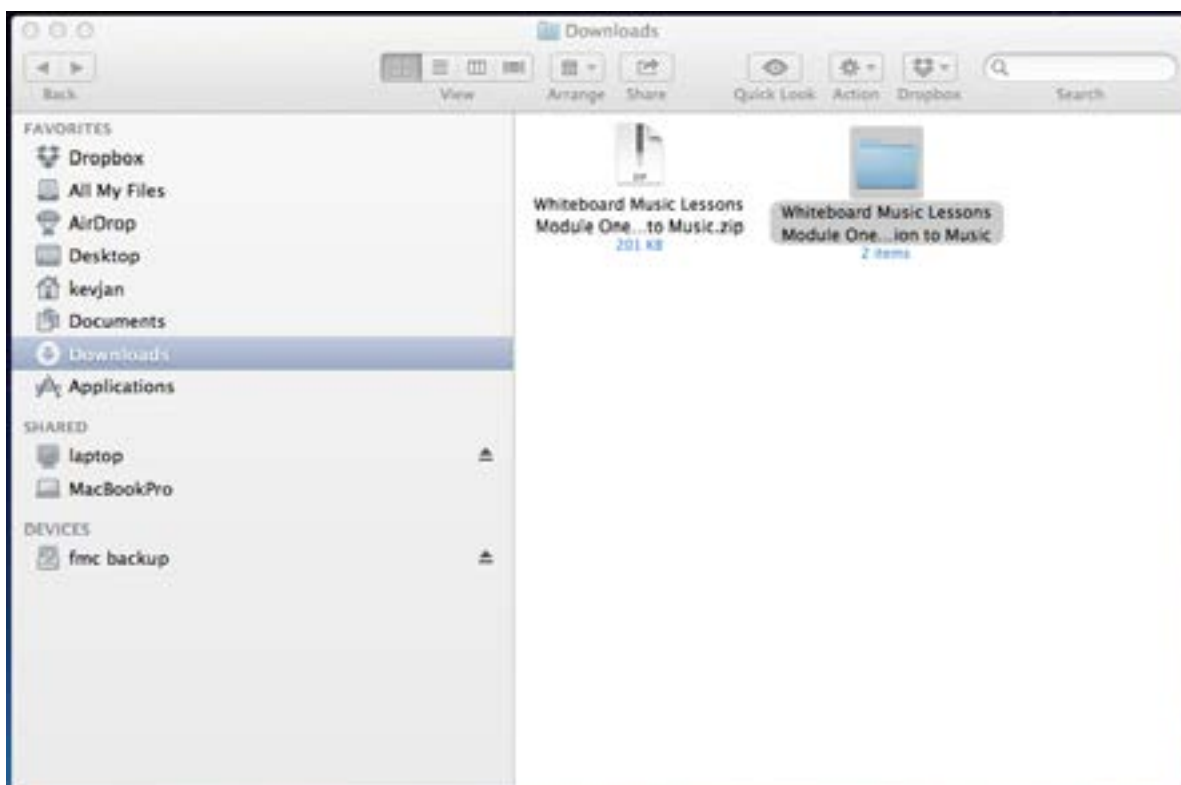 Downloads
Back
View
Arrange
Share
Quick Look
Action
Dropbox
Search
FAVORITES
Dropbox
All My Files
AirDrop
Desktop
kevjan
Documents
Downloads
Applications
SHARED
laptop
MacBookPro
DEVICES
fmc backup
ZIP
Whiteboard Music Lessons
Module One...to Music.zip
201 KB
Whiteboard Music Lessons
Module One...ion to Music
2 items